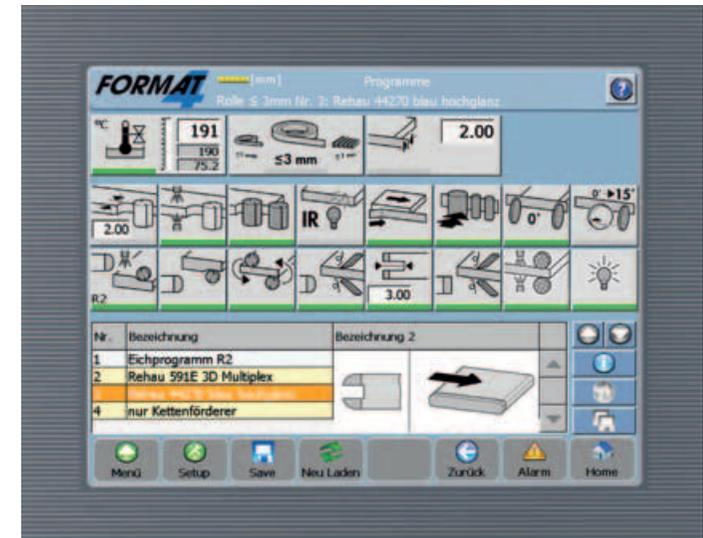 FORMAT 4
[mm] Programme
Rolle ≤ 3mm Nr. 3: Rehau 44270 blau hochglanz
°C 191 2.00
190
75.2 ≤3 mm
2.00 IR 0° 0° ▸15°
R2 3.00
Nr. Bezeichnung Bezeichnung 2
1 Eichprogramm R2
2 Rehau 591E 3D Multiplex
4 nur Kettenförderer
Menü Setup Save Neu Laden Zurück Alarm Home